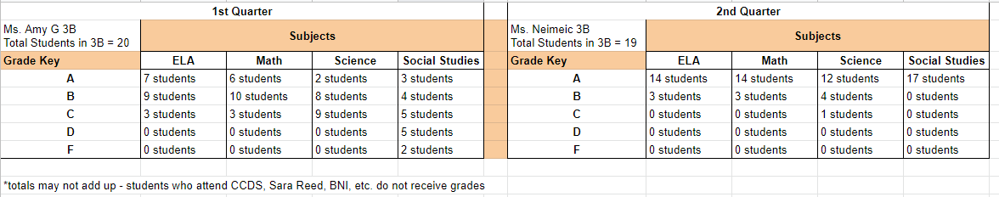 1st Quarter 2nd Quarter
Ms. Amy G 3B Ms. Neimeic 3B
Total Students in 3B = 20 Subjects Total Students in 3B = 19 Subjects
Grade Key ELA Math Science Social Studies Grade Key ELA Math Science Social Studies
A 7 students 6 students 2 students 3 students A 14 students 14 students 12 students 17 students
B 9 students 10 students 8 students 4 students B 3 students 3 students 4 students 0 students
C 3 students 3 students 9 students 5 students C 0 students 0 students 1 students 0 students
D 0 students 0 students 0 students 5 students D 0 students 0 students 0 students 0 students
F 0 students 0 students 0 students 2 students F 0 students 0 students 0 students 0 students
*totals may not add up - students who attend CCDS, Sara Reed, BNI, etc. do not receive grades